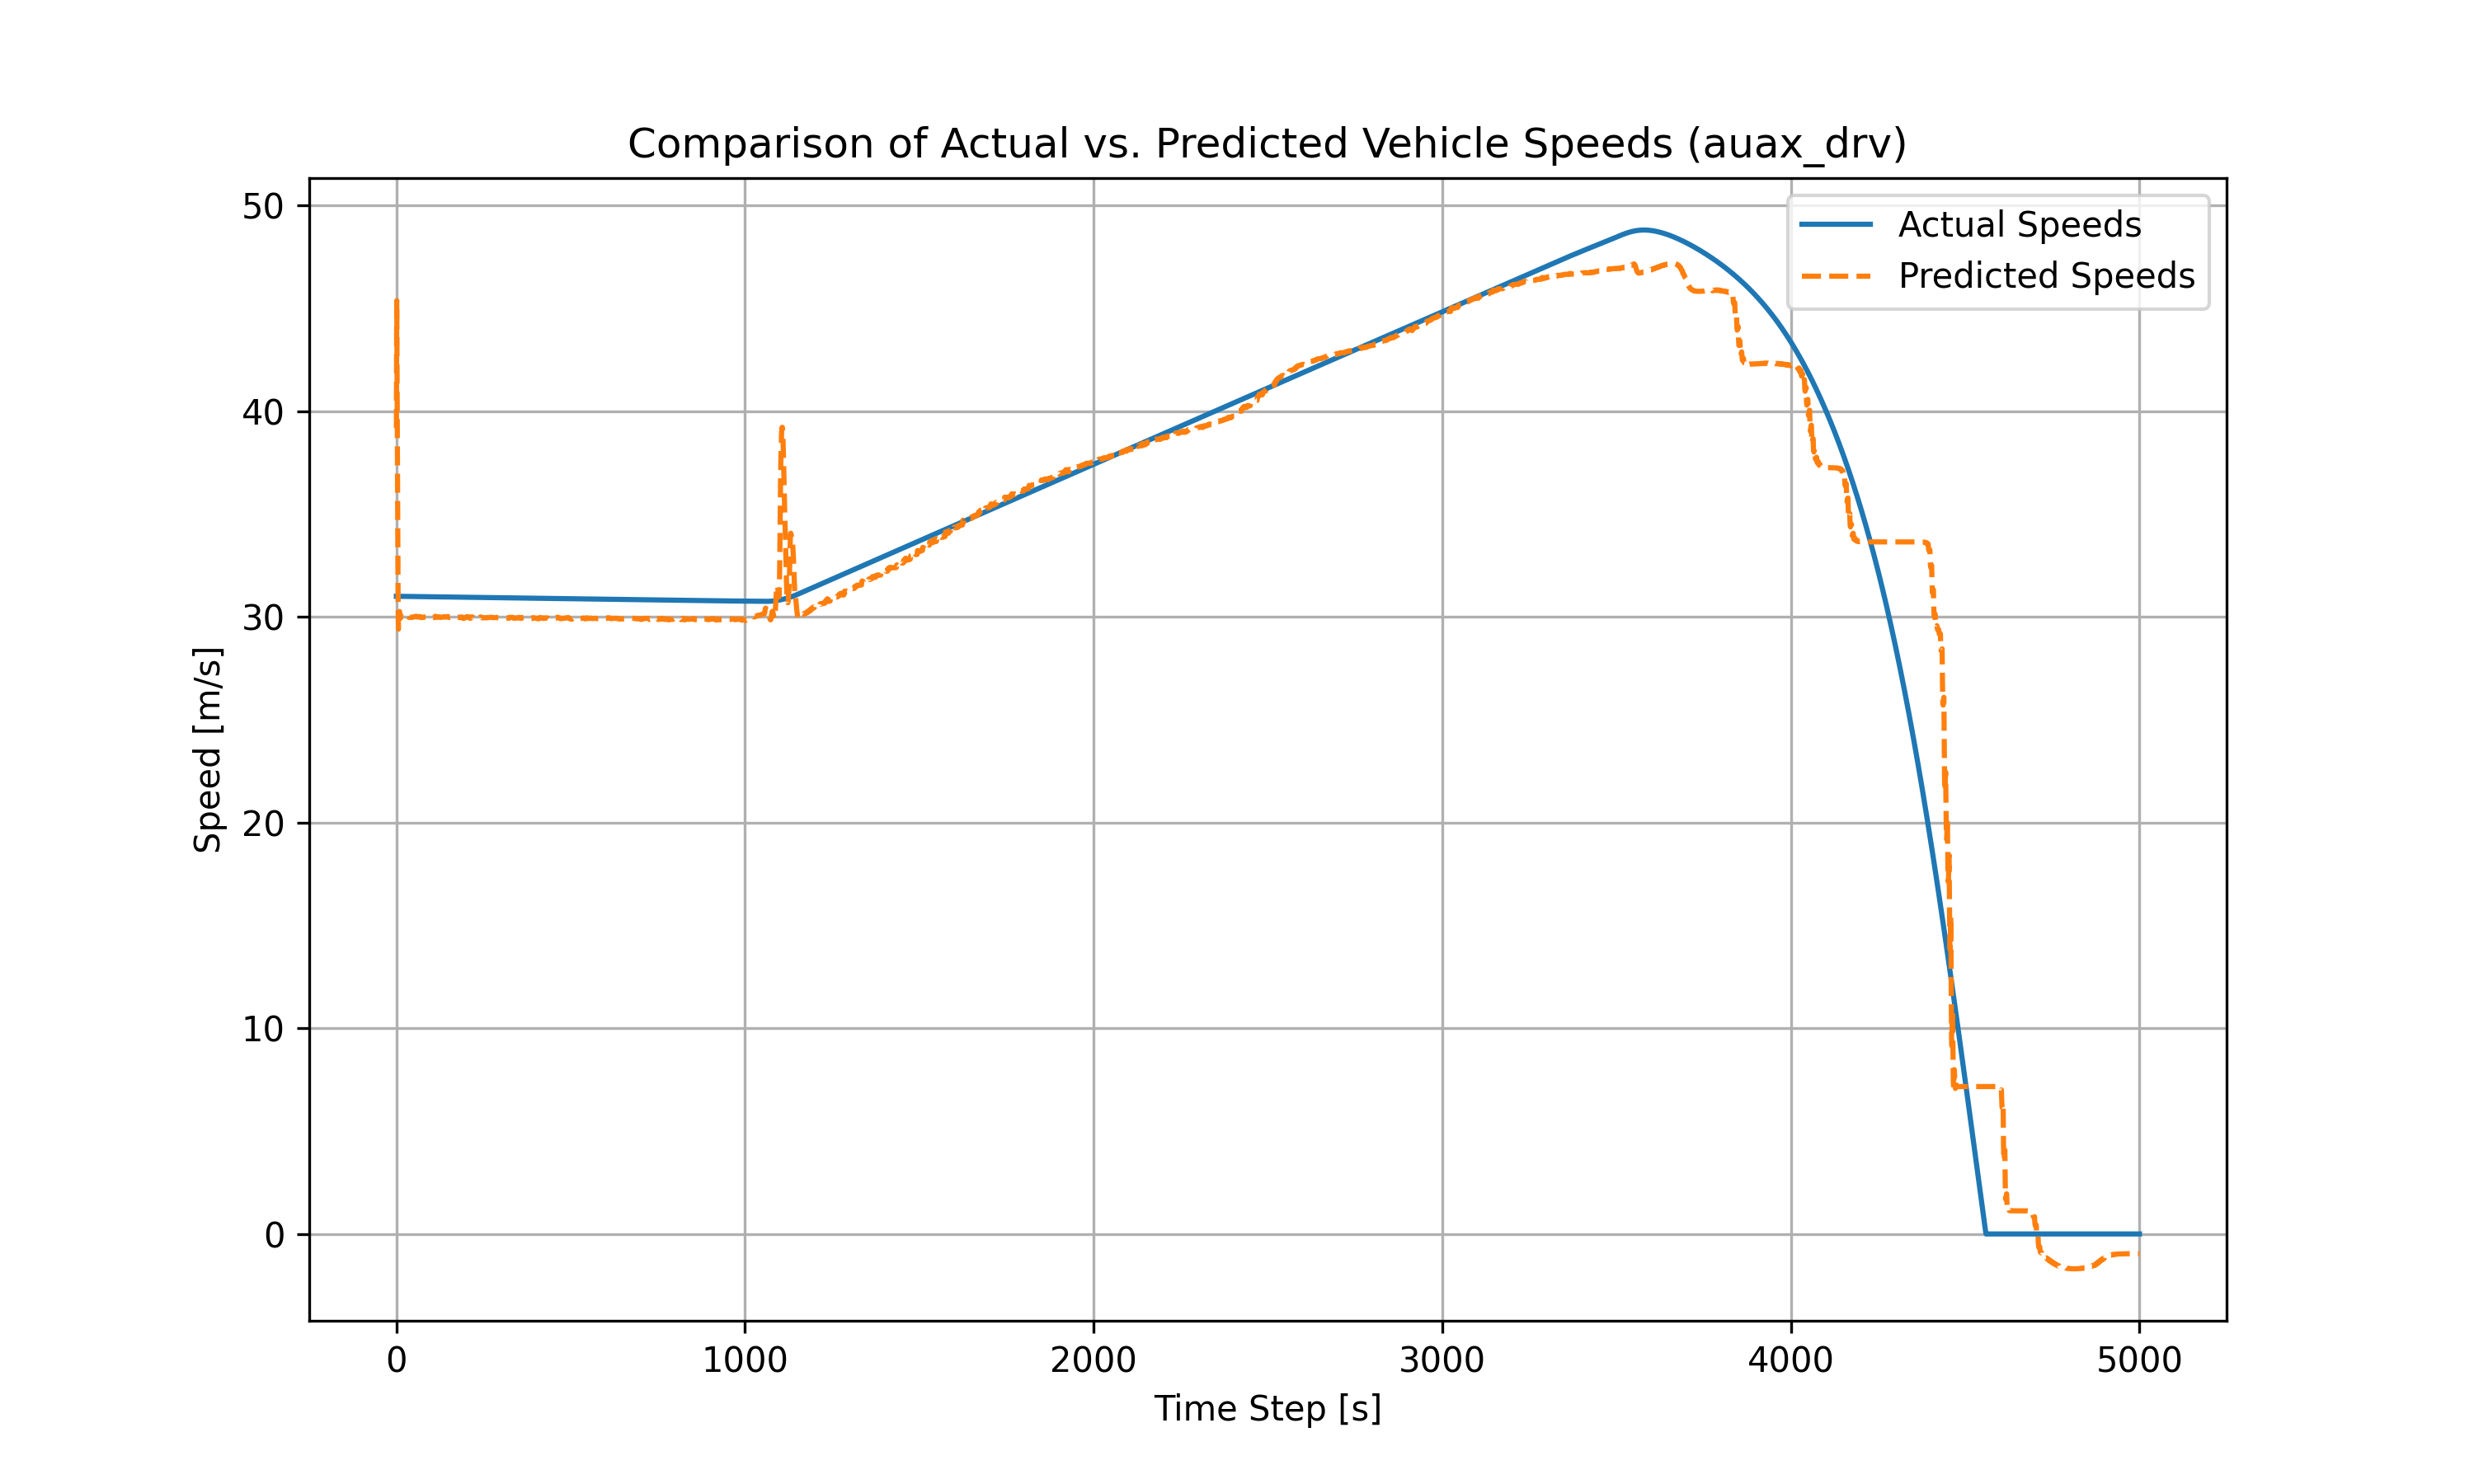 Comparison of Actual vs. Predicted Vehicle Speeds (auax_drv)
50
40
30
20
10
0
Speed [m/s]
Actual Speeds
Predicted Speeds
0 1000 2000 3000 4000 5000
Time Step [s]